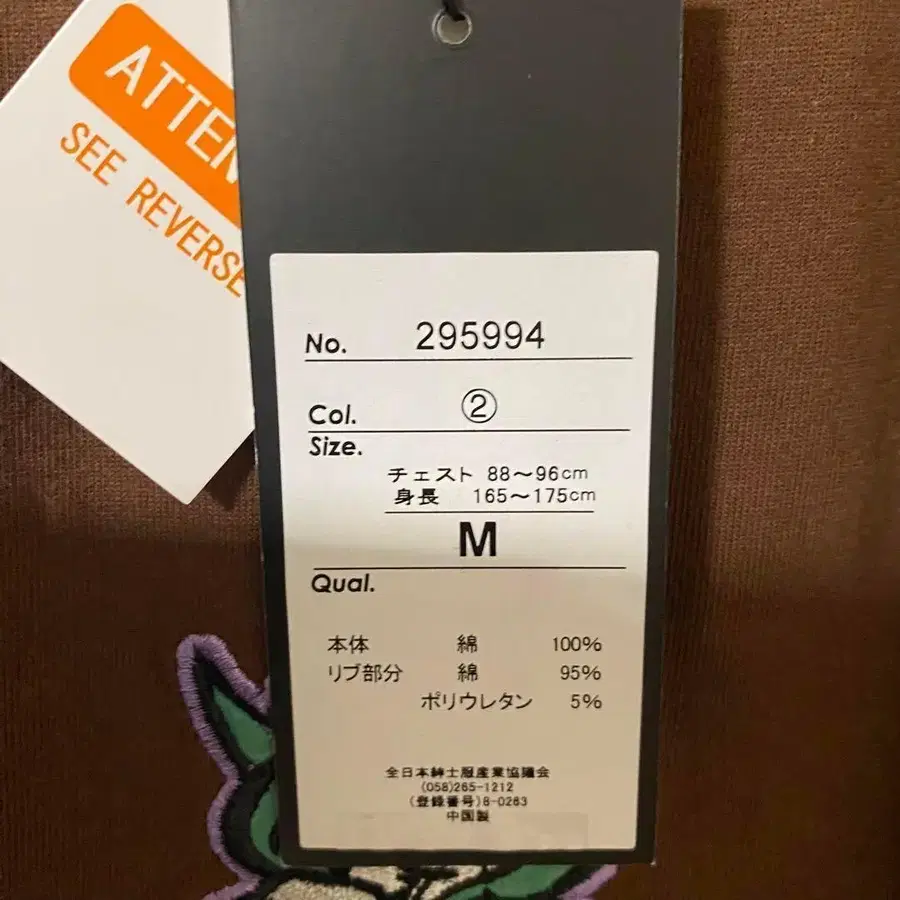 ATTEN
SEE REVERSE
No. 295994
Col. ②
Size.
チェスト 88～96cm
身長 165～175cm
M
Qual.
本体 綿 100%
リブ部分 綿 95%
ポリウレタン 5%
全日本紳士服産業協議会
(058)265-1212
(登録番号)8-0263
中国製